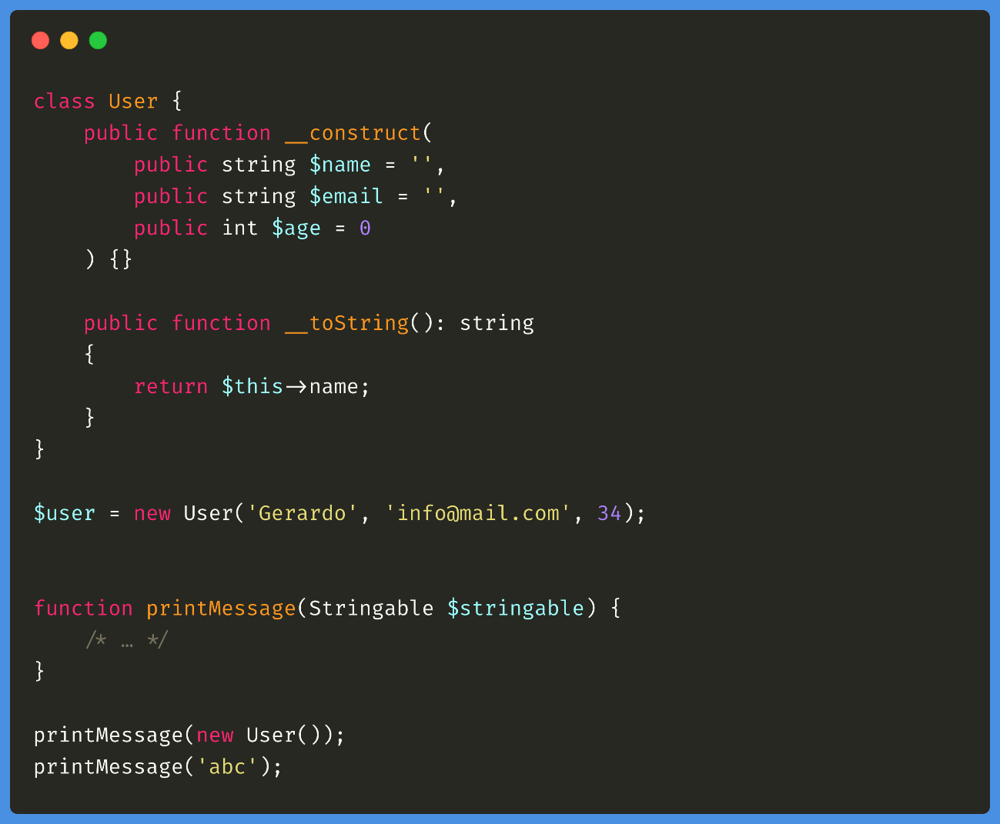 class User {
    public function __construct(
        public string $name = '',
        public string $email = '',
        public int $age = 0
    ) {}

    public function __toString(): string
    {
        return $this->name;
    }
}

$user = new User('Gerardo', 'info@mail.com', 34);

function printMessage(Stringable $stringable) {
    /* … */
}

printMessage(new User());
printMessage('abc');